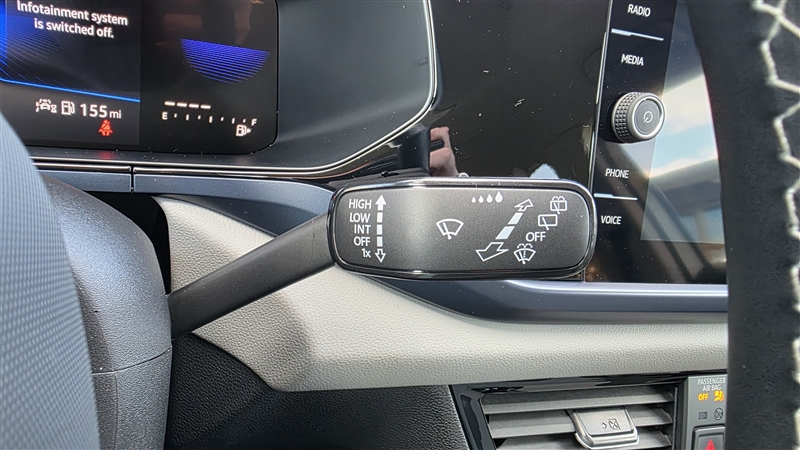 Infotainment system
is switched off.
155 mi
E F
RADIO
MEDIA
PHONE
VOICE
HIGH
LOW
INT
OFF
1x
OFF
PASSENGER
AIR BAG
OFF